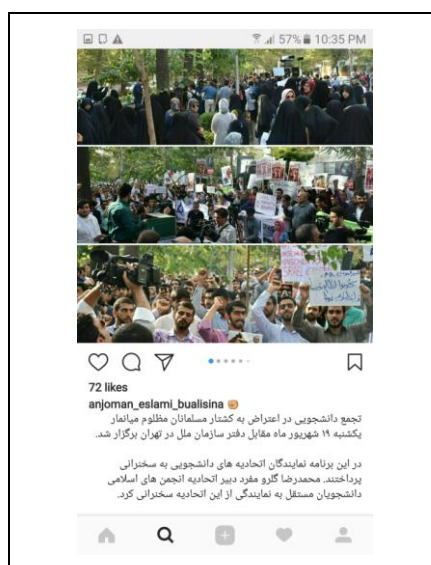 57% 10:35 PM
72 likes
anjoman_eslami_bualisina
تجمع دانشجویی در اعتراض به کشتار مسلمانان مظلوم میانمار
یکشنبه ۱۹ شهریور ماه مقابل دفتر سازمان ملل در تهران برگزار شد.
در این برنامه نمایندگان اتحادیه های دانشجویی به سخنرانی
پرداختند. محمدرضا گلرو مفرد دبیر اتحادیه انجمن های اسلامی
دانشجویان مستقل به نمایندگی از این اتحادیه سخنرانی کرد.